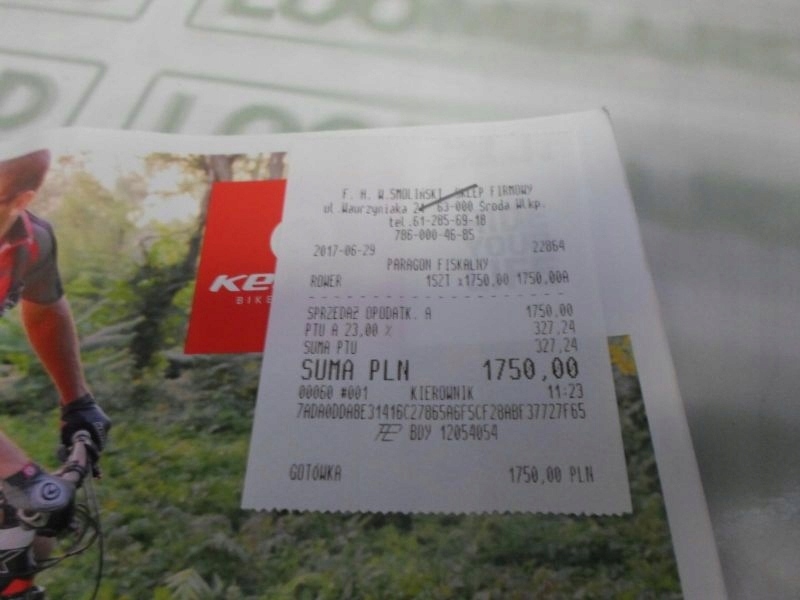 F. H. W.SMOLIŃSKI SKLEP FIRMOWY
ul.Wawrzyniaka 63-000 Środa Wlkp.
tel.61-285-69-18
786-000-46-85
2017-06-29 22864
PARAGON FISKALNY
ROWER 1SZT x1750,00 1750,00A
SPRZEDAŻ OPODATK. A 1750,00
PTU A 23,00 % 327,24
SUMA PTU 327,24
SUMA PLN 1750,00
00060 #001 KIEROWNIK 11-23
7ADA0DDABE31416C27865A6F5CF28ABF37727F65
BDY 12054054
GOTÓWKA 1750,00 PLN
BIKE